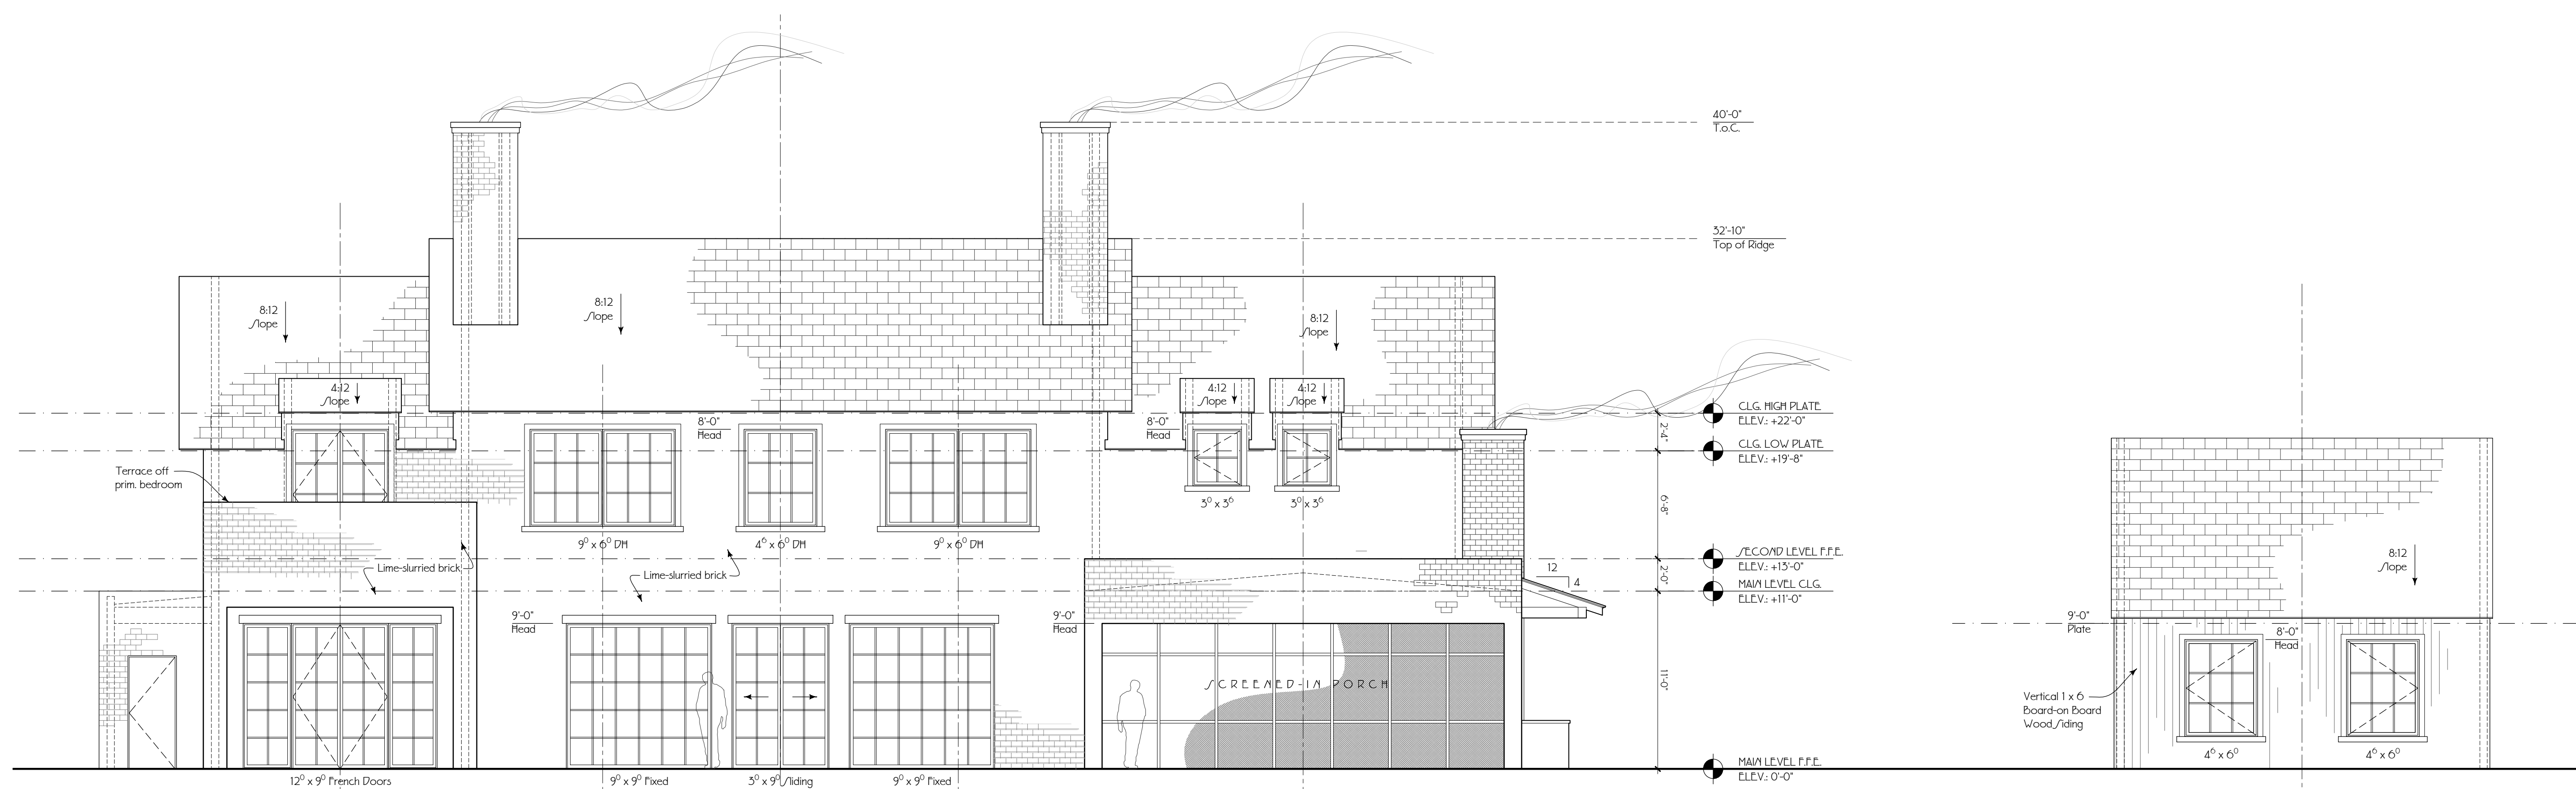 40'-0"
T.o.C.
32'-10"
Top of Ridge
8:12
Slope
8:12
Slope
8:12
Slope
4:12
Slope
4:12
Slope
4:12
Slope
8'-0"
Head
8'-0"
Head
CLG. HIGH PLATE
ELEV.: +22'-0"
2'-4"
CLG. LOW PLATE
ELEV.: +19'-8"
Terrace off
prim. bedroom
3⁰ x 3⁶
3⁰ x 3⁶
6'-8"
9⁰ x 6⁰ DH
4⁶ x 6⁰ DH
9⁰ x 6⁰ DH
SECOND LEVEL F.F.E.
ELEV.: +13'-0"
Lime-slurried brick
Lime-slurried brick
12
4
2'-0"
MAIN LEVEL CLG.
ELEV.: +11'-0"
9'-0"
Head
9'-0"
Head
SCREENED-IN PORCH
11'-0"
12⁰ x 9⁰ French Doors
9⁰ x 9⁰ Fixed
3⁰ x 9⁰ Sliding
9⁰ x 9⁰ Fixed
MAIN LEVEL F.F.E.
ELEV.: 0'-0"
8:12
Slope
9'-0"
Plate
8'-0"
Head
Vertical 1 x 6
Board-on Board
Wood Siding
4⁶ x 6⁰
4⁶ x 6⁰